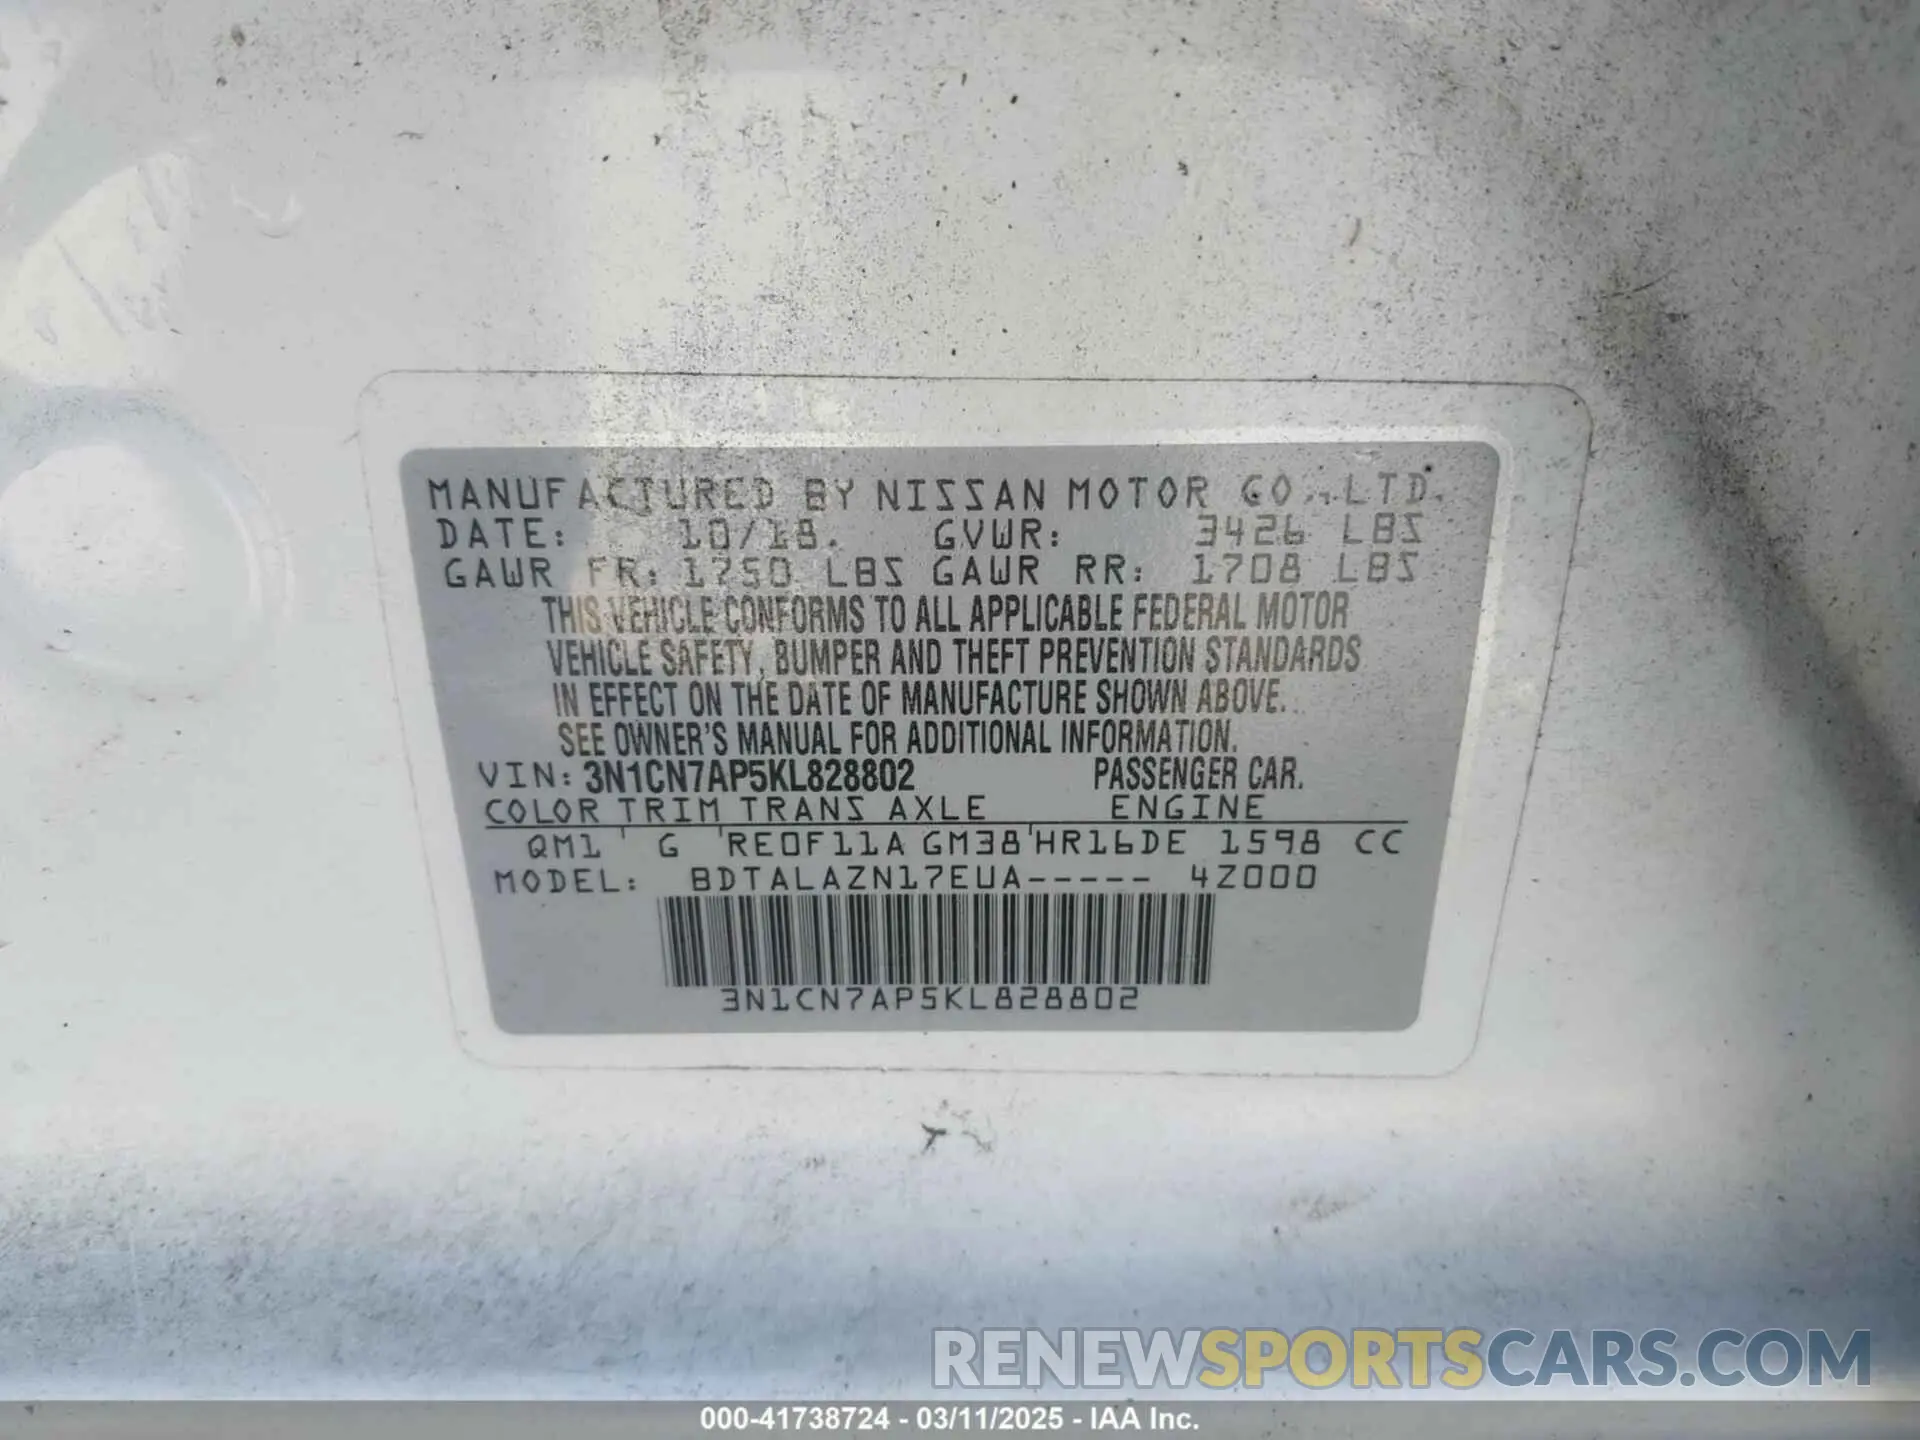 MANUFACTURED BY NISSAN MOTOR CO., LTD.
DATE: 10/18. GVWR: 3426 LBS
GAWR FR: 1750 LBS GAWR RR: 1708 LBS
THIS VEHICLE CONFORMS TO ALL APPLICABLE FEDERAL MOTOR
VEHICLE SAFETY, BUMPER AND THEFT PREVENTION STANDARDS
IN EFFECT ON THE DATE OF MANUFACTURE SHOWN ABOVE.
SEE OWNER'S MANUAL FOR ADDITIONAL INFORMATION.
VIN: 3N1CN7AP5KL828802 PASSENGER CAR.
COLOR TRIM TRANS AXLE ENGINE
QM1 ' G 'RE0F11A GM38'HR16DE 1598 CC
MODEL: BDTALAZN17EUA----- 4Z000
3N1CN7AP5KL828802
RENEWSPORTSCARS.COM
000-41738724 - 03/11/2025 - IAA Inc.